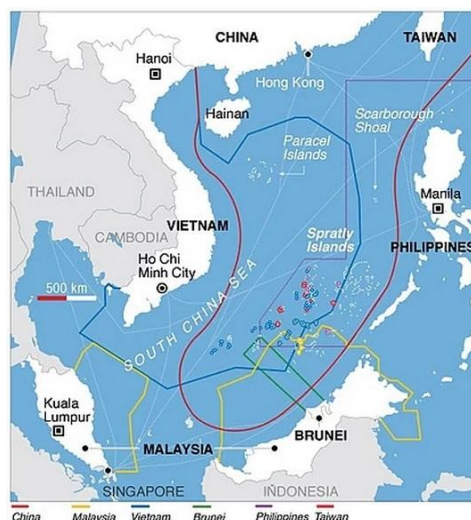 CHINA
TAIWAN
Hanoi
Hong Kong
Hainan
Scarborough
Shoal
Paracel
Islands
THAILAND
Manila
VIETNAM
CAMBODIA
Spratly
Islands
PHILIPPINES
Ho Chi
Minh City
500 km
SOUTH CHINA SEA
Kuala
Lumpur
BRUNEI
MALAYSIA
SINGAPORE
INDONESIA
China
Malaysia
Vietnam
Brunei
Philippines
Taiwan